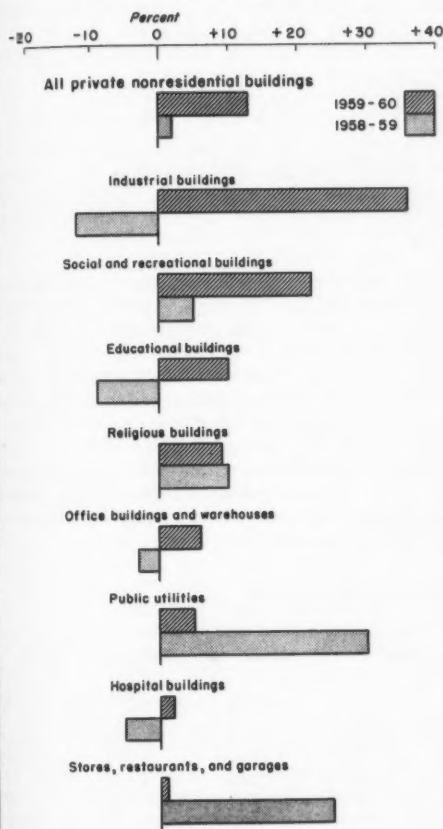 Percent
-20 -10 0 +10 + 20 + 30 + 40
All private nonresidential buildings
1959-60
1958-59
Industrial buildings
Social and recreational buildings
Educational buildings
Religious buildings
Office buildings and warehouses
Public utilities
Hospital buildings
Stores, restaurants, and garages